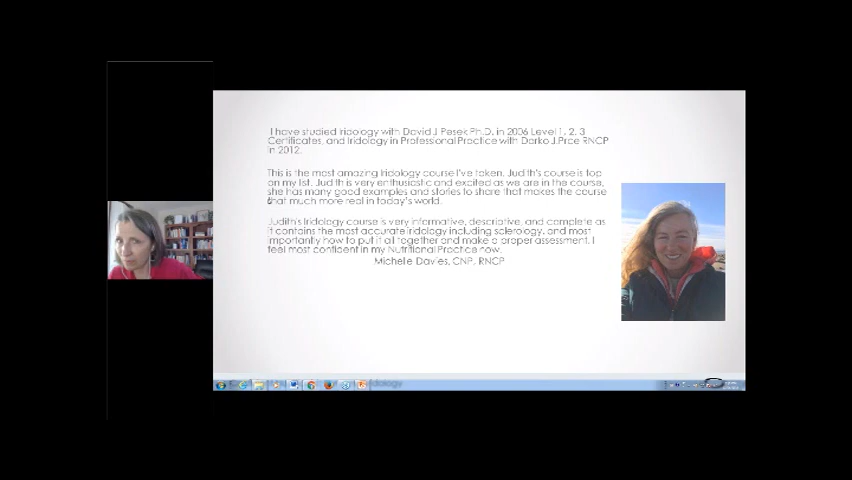 I have studied Iridology with David J. Pesek Ph.D. in 2006 Level 1, 2, 3
Certificates, and Iridology in Professional Practice with Darko J.Prce RNCP
in 2012.
This is the most amazing Iridology course I've taken. Judith's course is top
on my list. Judith is very enthusiastic and excited as we are in the course,
she has many good examples and stories to share that makes the course
that much more real in today's world.
Judith's Iridology course is very informative, descriptive, and complete as
it contains the most accurate iridology including sclerology, and most
importantly how to put it all together and make a proper assessment. I
feel most confident in my Nutritional Practice now.
Michelle Davies, CNP, RNCP